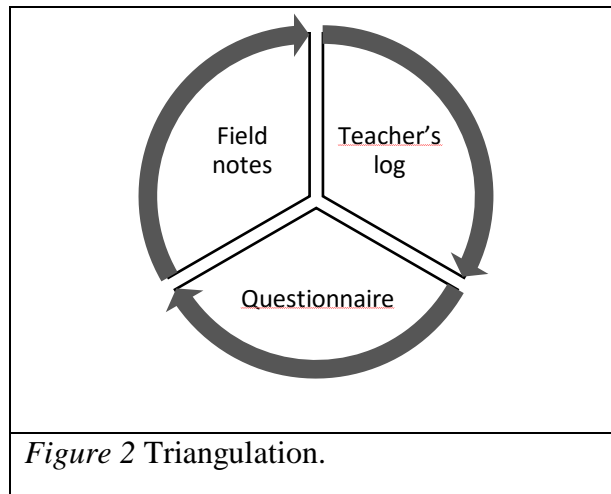 Field
notes
Teacher's
log
Questionnaire
Figure 2 Triangulation.